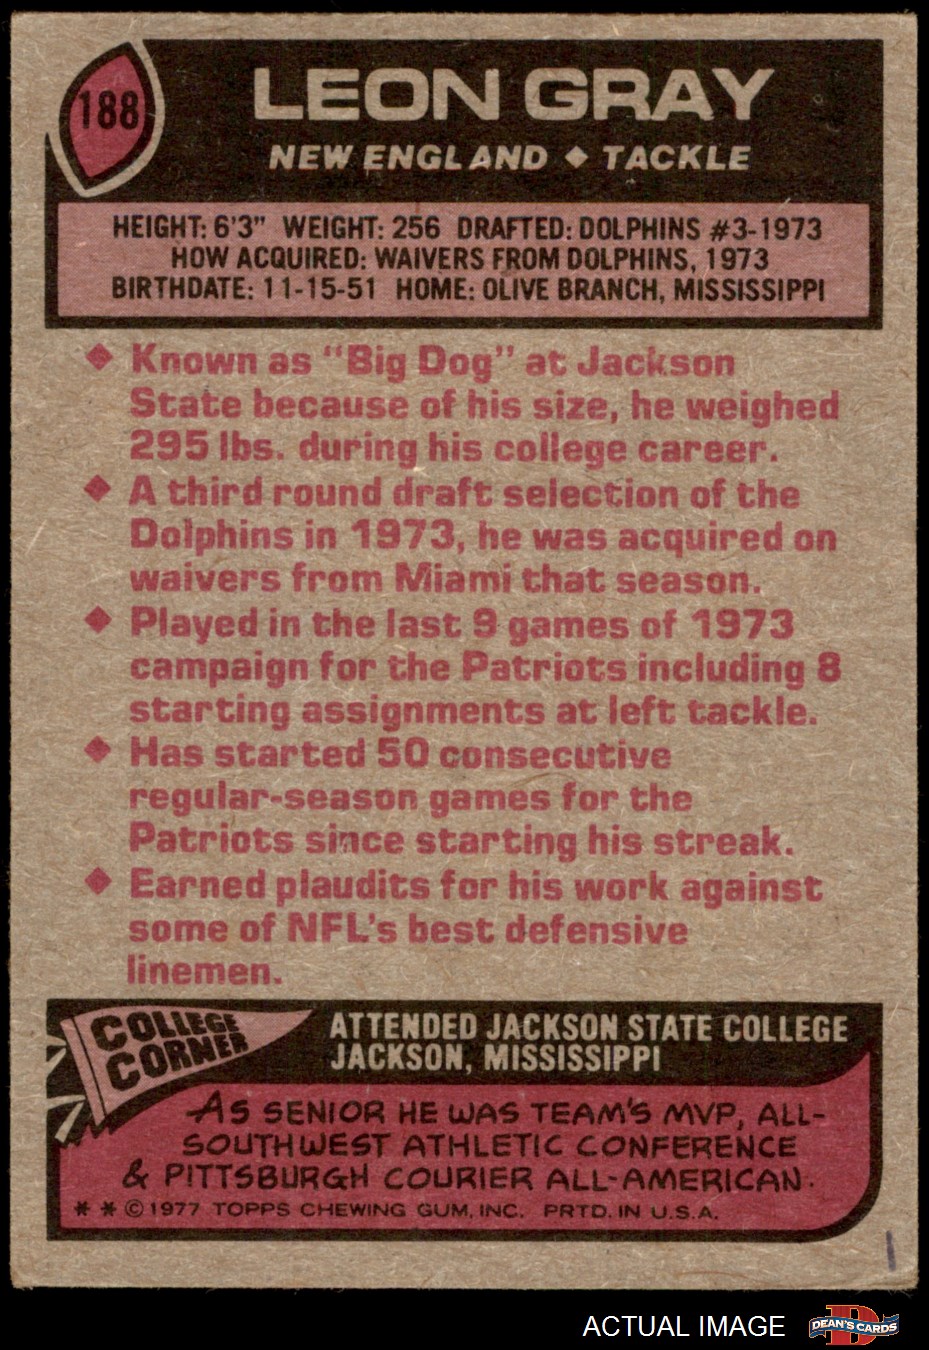 188
LEON GRAY
NEW ENGLAND ◆ TACKLE
HEIGHT: 6'3" WEIGHT: 256 DRAFTED: DOLPHINS #3-1973
HOW ACQUIRED: WAIVERS FROM DOLPHINS, 1973
BIRTHDATE: 11-15-51 HOME: OLIVE BRANCH, MISSISSIPPI
◆ Known as "Big Dog" at Jackson
State because of his size, he weighed
295 lbs. during his college career.
◆ A third round draft selection of the
Dolphins in 1973, he was acquired on
waivers from Miami that season.
◆ Played in the last 9 games of 1973
campaign for the Patriots including 8
starting assignments at left tackle.
◆ Has started 50 consecutive
regular-season games for the
Patriots since starting his streak.
◆ Earned plaudits for his work against
some of NFL's best defensive
linemen.
COLLEGE
CORNER
ATTENDED JACKSON STATE COLLEGE
JACKSON, MISSISSIPPI
AS SENIOR HE WAS TEAM'S MVP, ALL-
SOUTHWEST ATHLETIC CONFERENCE
& PITTSBURGH COURIER ALL-AMERICAN.
* * © 1977 TOPPS CHEWING GUM, INC. PRTD. IN U.S.A.
ACTUAL IMAGE
D
DEAN'S CARDS